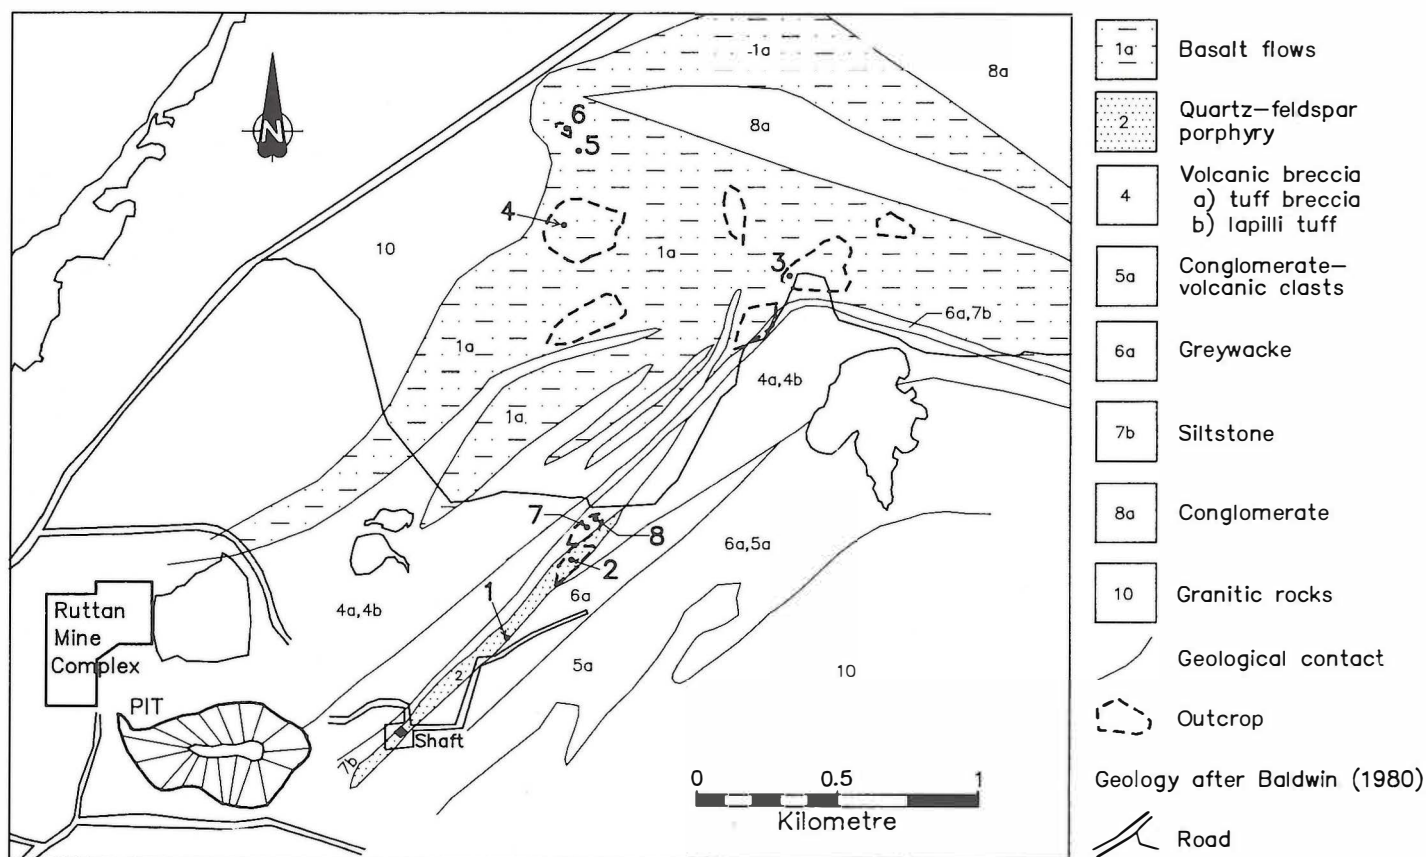 -1a
8a
8a
N
6
5
4
10
1a
3
6a,7b
1a
4a,4b
1a
7
8
6a,5a
2
1
6a
4a,4b
5a
10
2
Ruttan
Mine
Complex
PIT
Shaft
7b
0 0.5 1
Kilometre
1a Basalt flows
2 Quartz-feldspar
porphyry
4 Volcanic breccia
a) tuff breccia
b) lapilli tuff
5a Conglomerate-
volcanic clasts
6a Greywacke
7b Siltstone
8a Conglomerate
10 Granitic rocks
Geological contact
Outcrop
Geology after Baldwin (1980)
Road